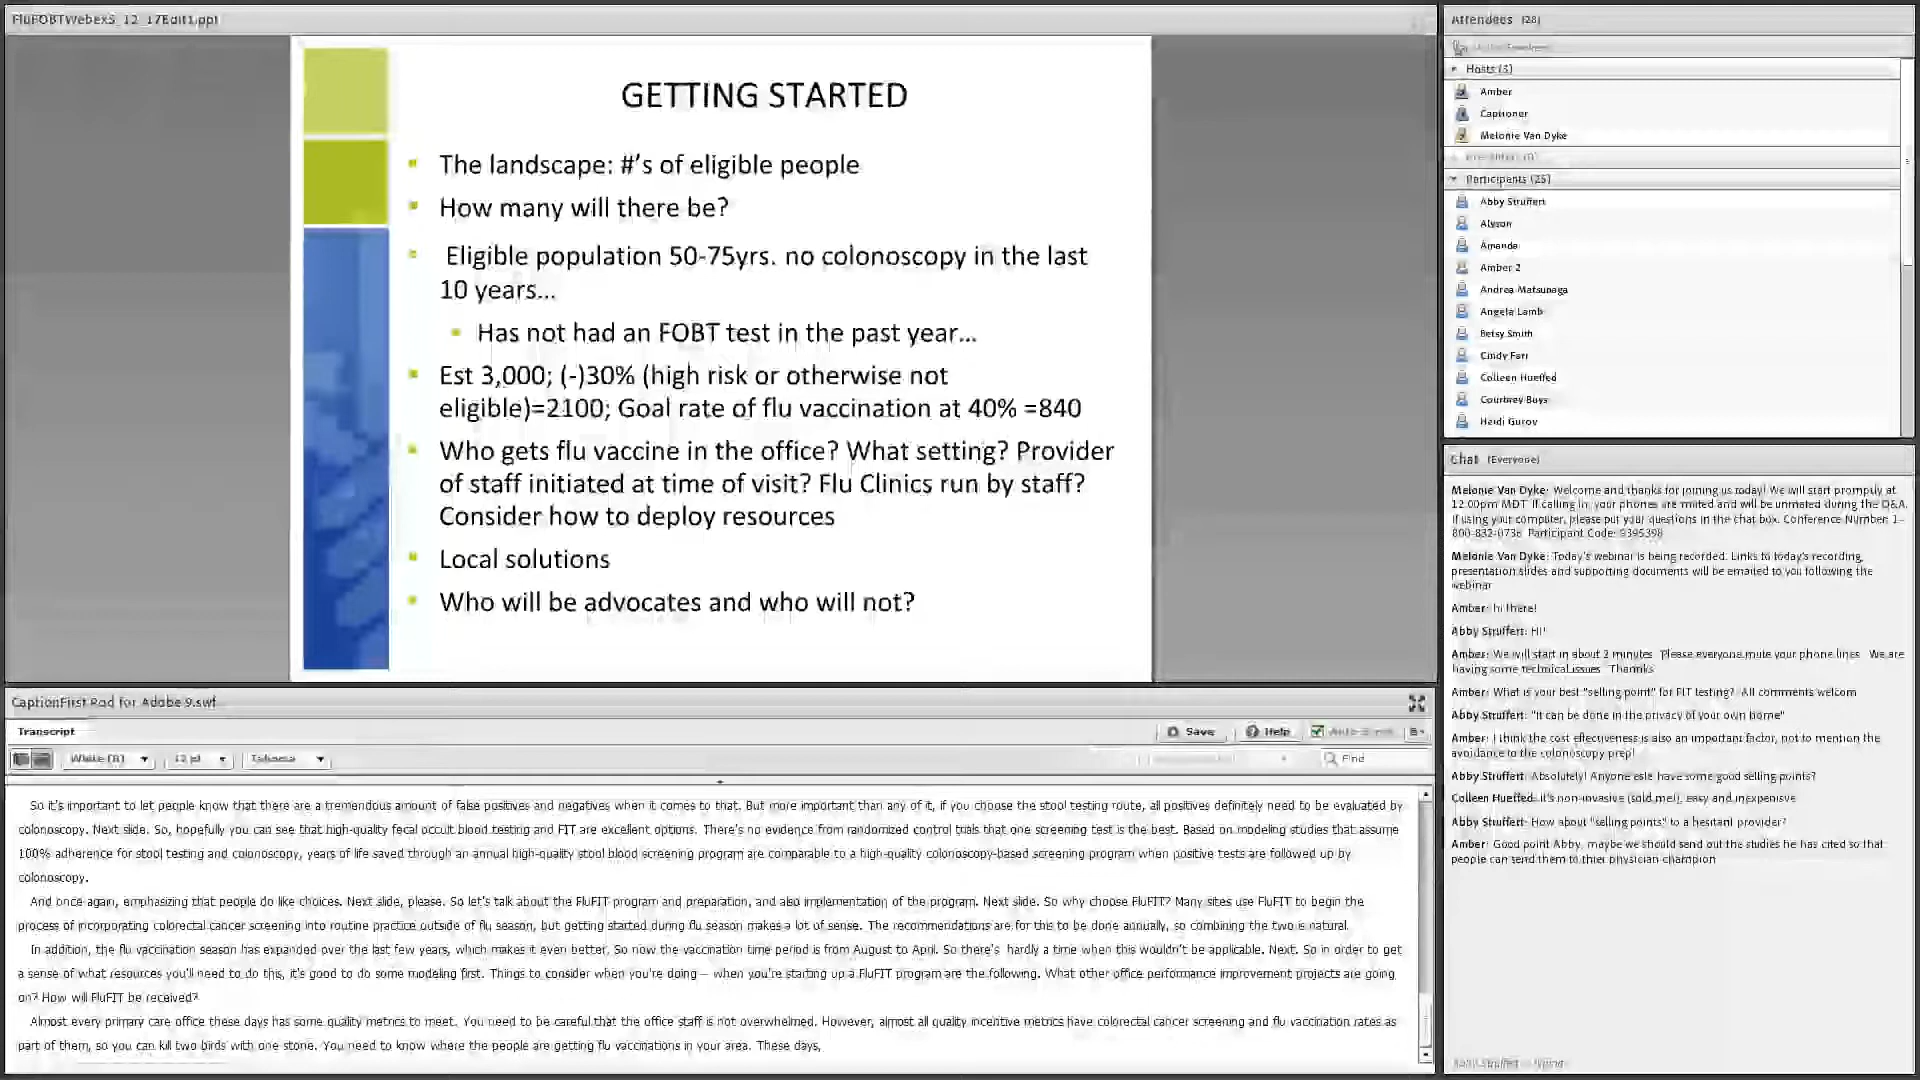 FluFOBTWebex5_12_17Edit1.ppt
GETTING STARTED
The landscape: #'s of eligible people
How many will there be?
Eligible population 50-75yrs. no colonoscopy in the last
10 years...
Has not had an FOBT test in the past year...
Est 3,000; (-)30% (high risk or otherwise not
eligible)=2100; Goal rate of flu vaccination at 40% =840
Who gets flu vaccine in the office? What setting? Provider
of staff initiated at time of visit? Flu Clinics run by staff?
Consider how to deploy resources
Local solutions
Who will be advocates and who will not?
CaptionFirst Pod for Adobe 9.swf
Transcript
Save
Help
12 pt
Tahoma
Find
So it's important to let people know that there are a tremendous amount of false positives and negatives when it comes to that. But more important than any of it, if you choose the stool testing route, all positives definitely need to be evaluated by
colonoscopy. Next slide. So, hopefully you can see that high-quality fecal occult blood testing and FIT are excellent options. There's no evidence from randomized control trials that one screening test is the best. Based on modeling studies that assume
100% adherence for stool testing and colonoscopy, years of life saved through an annual high-quality stool blood screening program are comparable to a high-quality colonoscopy-based screening program when positive tests are followed up by
colonoscopy.
And once again, emphasizing that people do like choices. Next slide, please. So let's talk about the FluFIT program and preparation, and also implementation of the program. Next slide. So why choose FluFIT? Many sites use FluFIT to begin the
process of incorporating colorectal cancer screening into routine practice outside of flu season, but getting started during flu season makes a lot of sense. The recommendations are for this to be done annually, so combining the two is natural.
In addition, the flu vaccination season has expanded over the last few years, which makes it even better. So now the vaccination time period is from August to April. So there's hardly a time when this wouldn't be applicable. Next. So in order to get
a sense of what resources you'll need to do this, it's good to do some modeling first. Things to consider when you're doing -- when you're starting up a FluFIT program are the following. What other office performance improvement projects are going
on? How will FluFIT be received?
Almost every primary care office these days has some quality metrics to meet. You need to be careful that the office staff is not overwhelmed. However, almost all quality incentive metrics have colorectal cancer screening and flu vaccination rates as
part of them, so you can kill two birds with one stone. You need to know where the people are getting flu vaccinations in your area. These days,
Attendees (28)
Hosts (3)
Amber
Captioner
Melonie Van Dyke
Participants (25)
Abby Struffert
Alyson
Amanda
Amber 2
Andrea Matsunaga
Angela Lamb
Betsy Smith
Cindy Farr
Colleen Hueffed
Courtney Buys
Heidi Gurov
Chat (Everyone)
Melonie Van Dyke: Welcome and thanks for joining us today! We will start promptly at
12:00pm MDT. If calling in, your phones are muted and will be unmuted during the Q&A.
If using your computer, please put your questions in the chat box. Conference Number: 1-
800-832-0736 Participant Code: 9395398
Melonie Van Dyke: Today's webinar is being recorded. Links to today's recording,
presentation slides and supporting documents will be emailed to you following the
webinar
Amber: hi there!
Abby Struffert: HI!
Amber: We will start in about 2 minutes Please everyone mute your phone lines We are
having some technical issues Thannks
Amber: What is your best "selling point" for FIT testing? All comments welcom
Abby Struffert: "It can be done in the privacy of your own home"
Amber: I think the cost effectiveness is also an important factor, not to mention the
avoidance to the colonoscopy prep!
Abby Struffert: Absolutely! Anyone esle have some good selling points?
Colleen Hueffed: it's non-invasive (sold me!), easy and inexpensive
Abby Struffert: How about "selling points" to a hesitant provider?
Amber: Good point Abby, maybe we should send out the studies he has cited so that
people can send them to thier physician champion